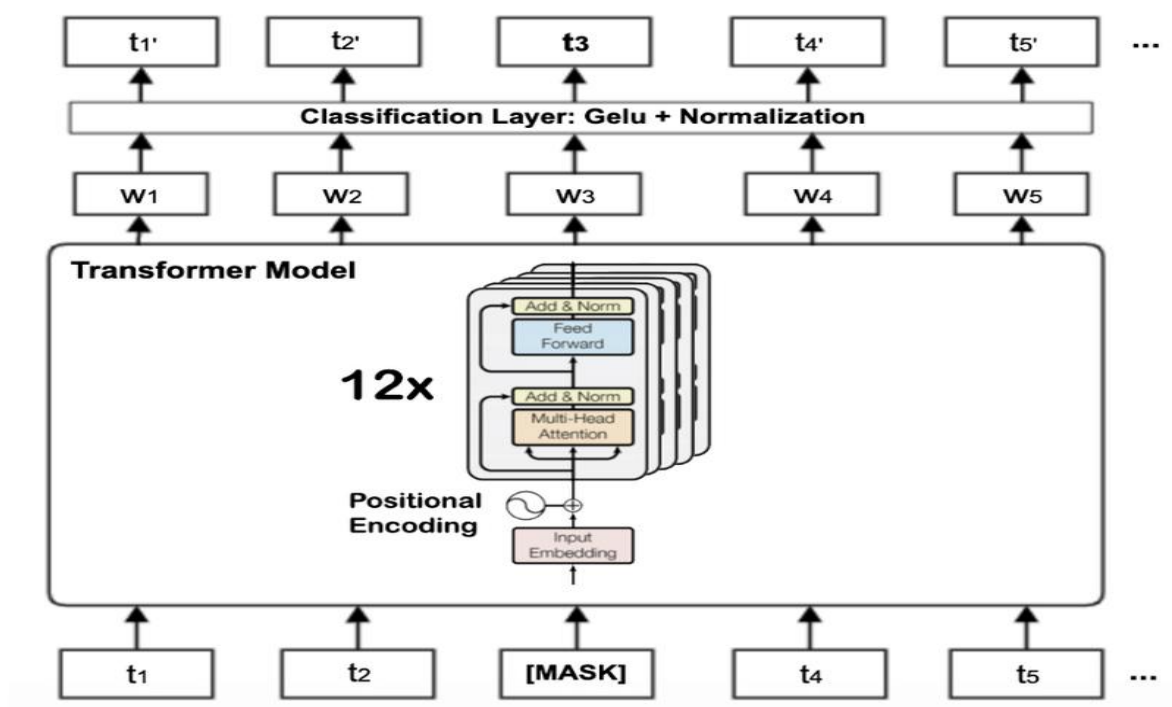 t1' t2' t3 t4' t5' ...
Classification Layer: Gelu + Normalization
W1 W2 W3 W4 W5
Transformer Model
Add & Norm
Feed
Forward
12x
Add & Norm
Multi-Head
Attention
Positional
Encoding
Input
Embedding
t1 t2 [MASK] t4 t5 ...